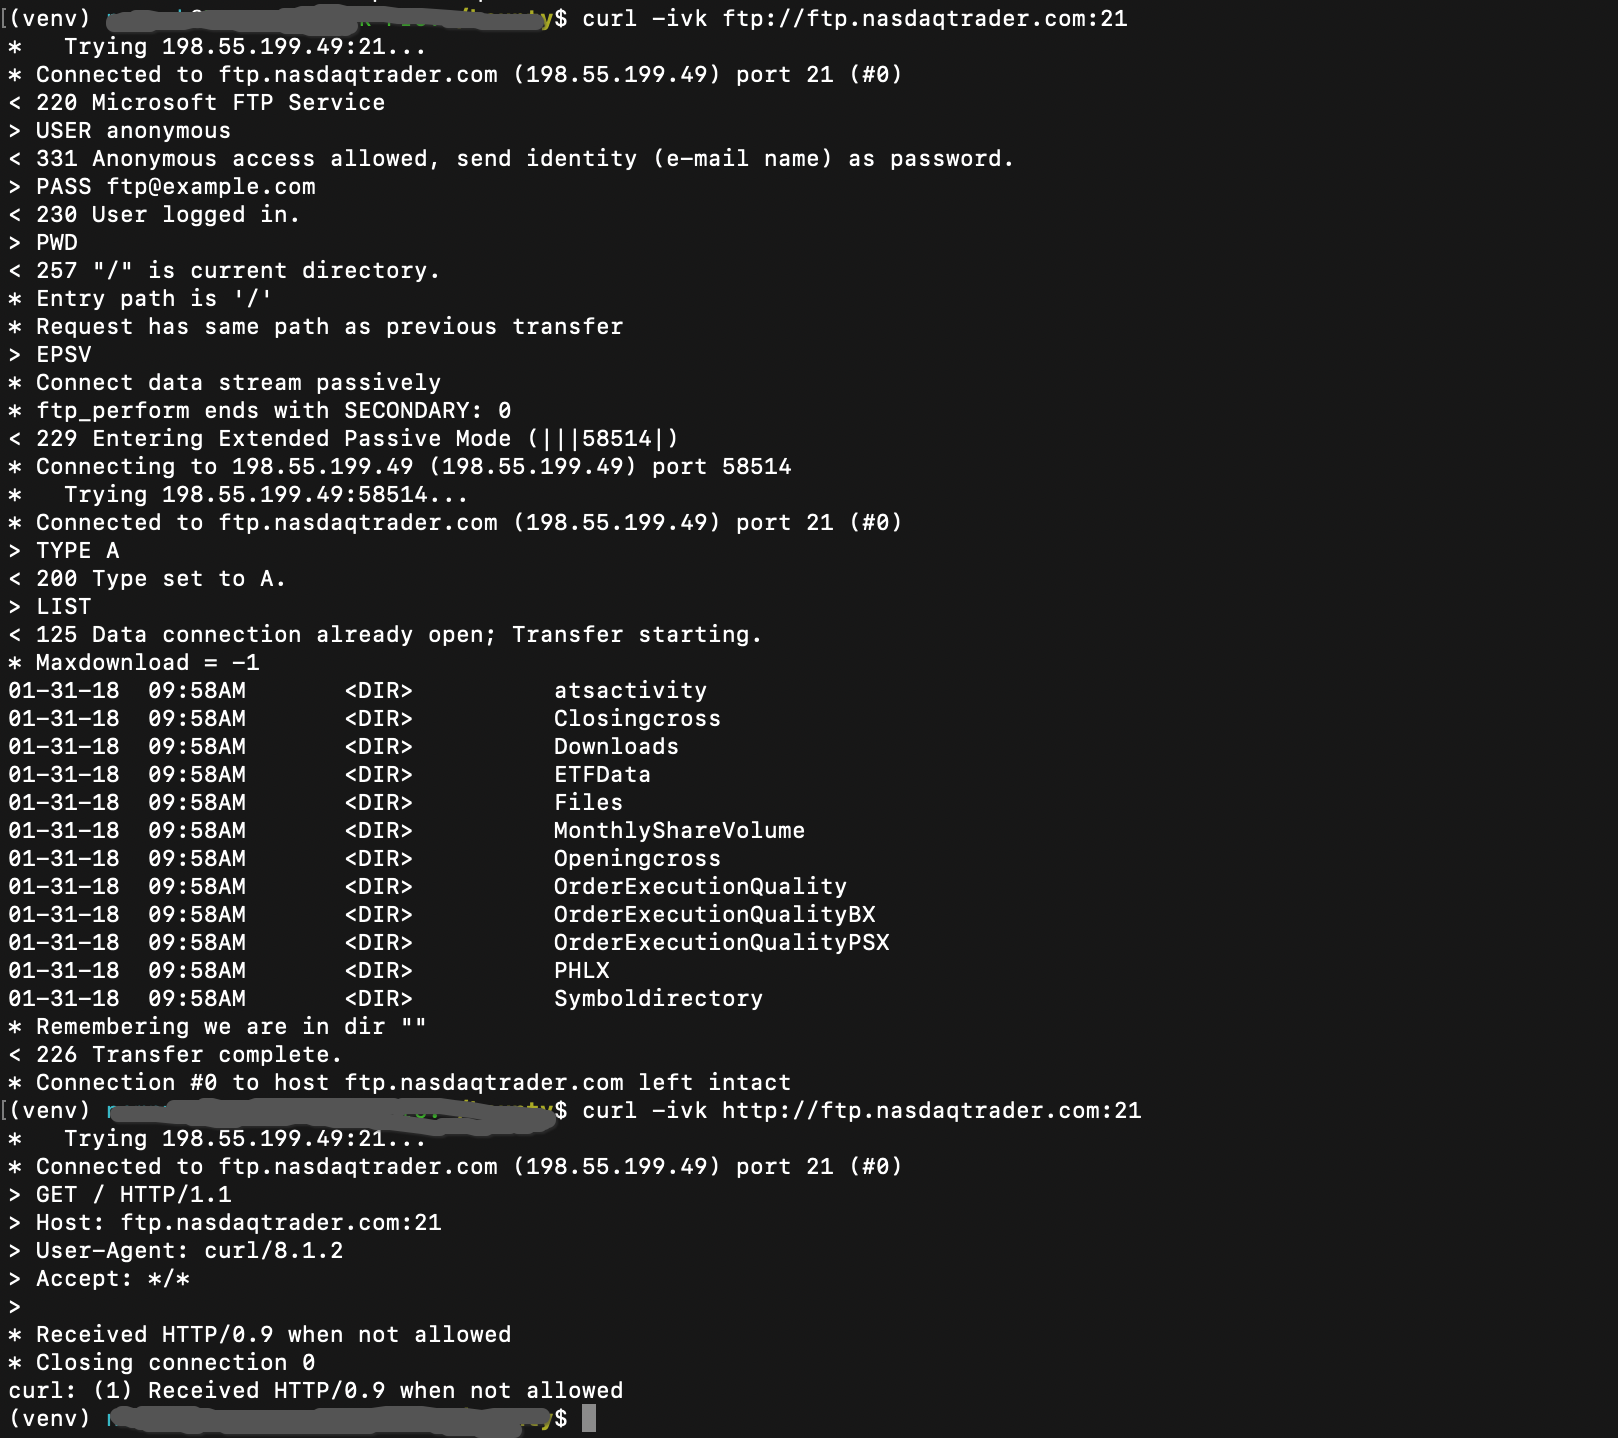 (venv) $ curl -ivk ftp://ftp.nasdaqtrader.com:21
*   Trying 198.55.199.49:21...
* Connected to ftp.nasdaqtrader.com (198.55.199.49) port 21 (#0)
< 220 Microsoft FTP Service
> USER anonymous
< 331 Anonymous access allowed, send identity (e-mail name) as password.
> PASS ftp@example.com
< 230 User logged in.
> PWD
< 257 "/" is current directory.
* Entry path is '/'
* Request has same path as previous transfer
> EPSV
* Connect data stream passively
* ftp_perform ends with SECONDARY: 0
< 229 Entering Extended Passive Mode (|||58514|)
* Connecting to 198.55.199.49 (198.55.199.49) port 58514
*   Trying 198.55.199.49:58514...
* Connected to ftp.nasdaqtrader.com (198.55.199.49) port 21 (#0)
> TYPE A
< 200 Type set to A.
> LIST
< 125 Data connection already open; Transfer starting.
* Maxdownload = -1
01-31-18  09:58AM       <DIR>          atsactivity
01-31-18  09:58AM       <DIR>          Closingcross
01-31-18  09:58AM       <DIR>          Downloads
01-31-18  09:58AM       <DIR>          ETFData
01-31-18  09:58AM       <DIR>          Files
01-31-18  09:58AM       <DIR>          MonthlyShareVolume
01-31-18  09:58AM       <DIR>          Openingcross
01-31-18  09:58AM       <DIR>          OrderExecutionQuality
01-31-18  09:58AM       <DIR>          OrderExecutionQualityBX
01-31-18  09:58AM       <DIR>          OrderExecutionQualityPSX
01-31-18  09:58AM       <DIR>          PHLX
01-31-18  09:58AM       <DIR>          Symboldirectory
* Remembering we are in dir ""
< 226 Transfer complete.
* Connection #0 to host ftp.nasdaqtrader.com left intact
(venv) $ curl -ivk http://ftp.nasdaqtrader.com:21
*   Trying 198.55.199.49:21...
* Connected to ftp.nasdaqtrader.com (198.55.199.49) port 21 (#0)
> GET / HTTP/1.1
> Host: ftp.nasdaqtrader.com:21
> User-Agent: curl/8.1.2
> Accept: */*
>
* Received HTTP/0.9 when not allowed
* Closing connection 0
curl: (1) Received HTTP/0.9 when not allowed
(venv) $